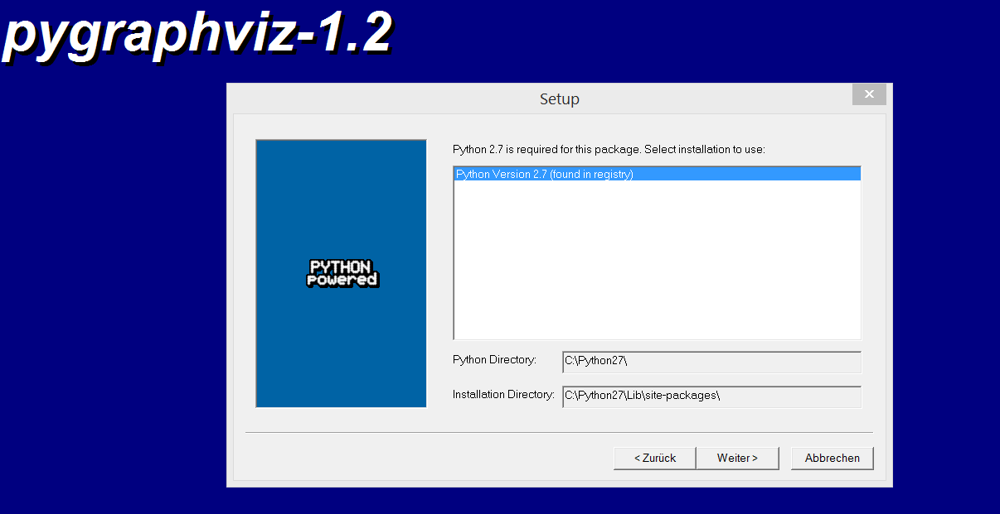 pygraphviz-1.2
Setup
Python 2.7 is required for this package. Select installation to use:
Python Version 2.7 (found in registry)
PYTHON
powered
Python Directory: C:\Python27\
Installation Directory: C:\Python27\Lib\site-packages\
< Zurück Weiter > Abbrechen